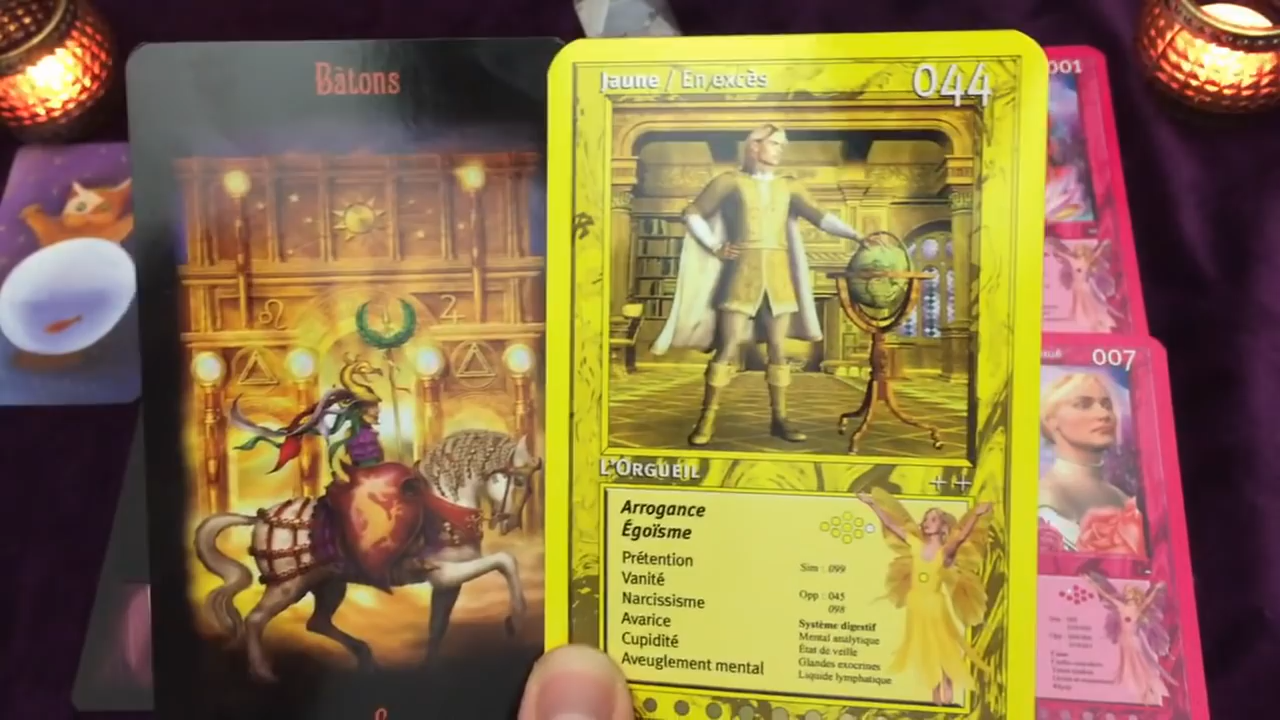 Bâtons
Jaune / En excès
044
L'ORGUEIL
++
Arrogance
Égoïsme
Prétention
Vanité
Narcissisme
Avarice
Cupidité
Aveuglement mental
Sim : 099
Opp : 045
098
Système digestif
Mental analytique
État de veille
Glandes exocrines
Liquide lymphatique
001
007